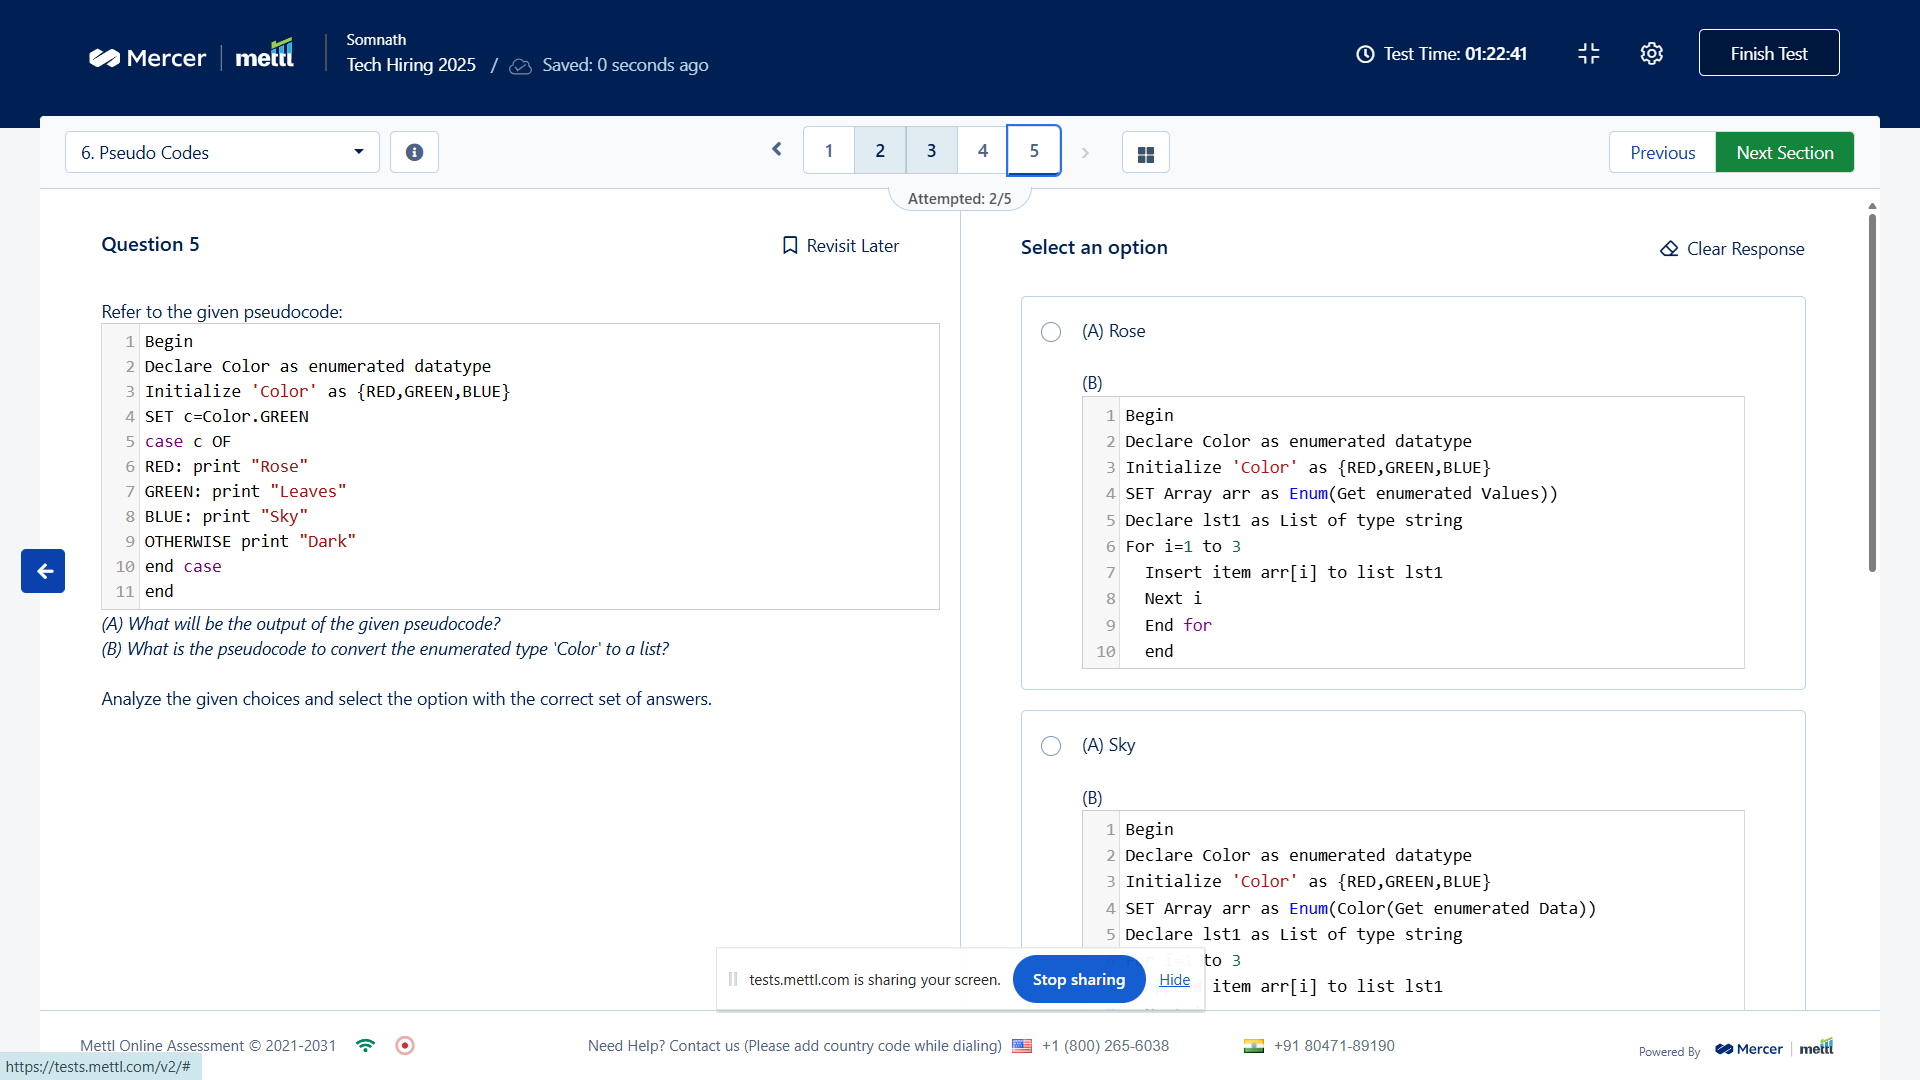 Mercer | mettl
Somnath
Tech Hiring 2025 / Saved: 0 seconds ago
Test Time: 01:22:41
Finish Test
6. Pseudo Codes
1 2 3 4 5
Attempted: 2/5
Previous
Next Section
Question 5
Revisit Later
Refer to the given pseudocode:
1 Begin
2 Declare Color as enumerated datatype
3 Initialize 'Color' as {RED,GREEN,BLUE}
4 SET c=Color.GREEN
5 case c OF
6 RED: print "Rose"
7 GREEN: print "Leaves"
8 BLUE: print "Sky"
9 OTHERWISE print "Dark"
10 end case
11 end
(A) What will be the output of the given pseudocode?
(B) What is the pseudocode to convert the enumerated type 'Color' to a list?
Analyze the given choices and select the option with the correct set of answers.
Select an option
Clear Response
(A) Rose
(B)
1 Begin
2 Declare Color as enumerated datatype
3 Initialize 'Color' as {RED,GREEN,BLUE}
4 SET Array arr as Enum(Get enumerated Values))
5 Declare lst1 as List of type string
6 For i=1 to 3
7 Insert item arr[i] to list lst1
8 Next i
9 End for
10 end
(A) Sky
(B)
1 Begin
2 Declare Color as enumerated datatype
3 Initialize 'Color' as {RED,GREEN,BLUE}
4 SET Array arr as Enum(Color(Get enumerated Data))
5 Declare lst1 as List of type string
to 3
item arr[i] to list lst1
tests.mettl.com is sharing your screen.
Stop sharing
Hide
Mettl Online Assessment © 2021-2031
Need Help? Contact us (Please add country code while dialing)
+1 (800) 265-6038
+91 80471-89190
Powered By
Mercer | mettl
https://tests.mettl.com/v2/#